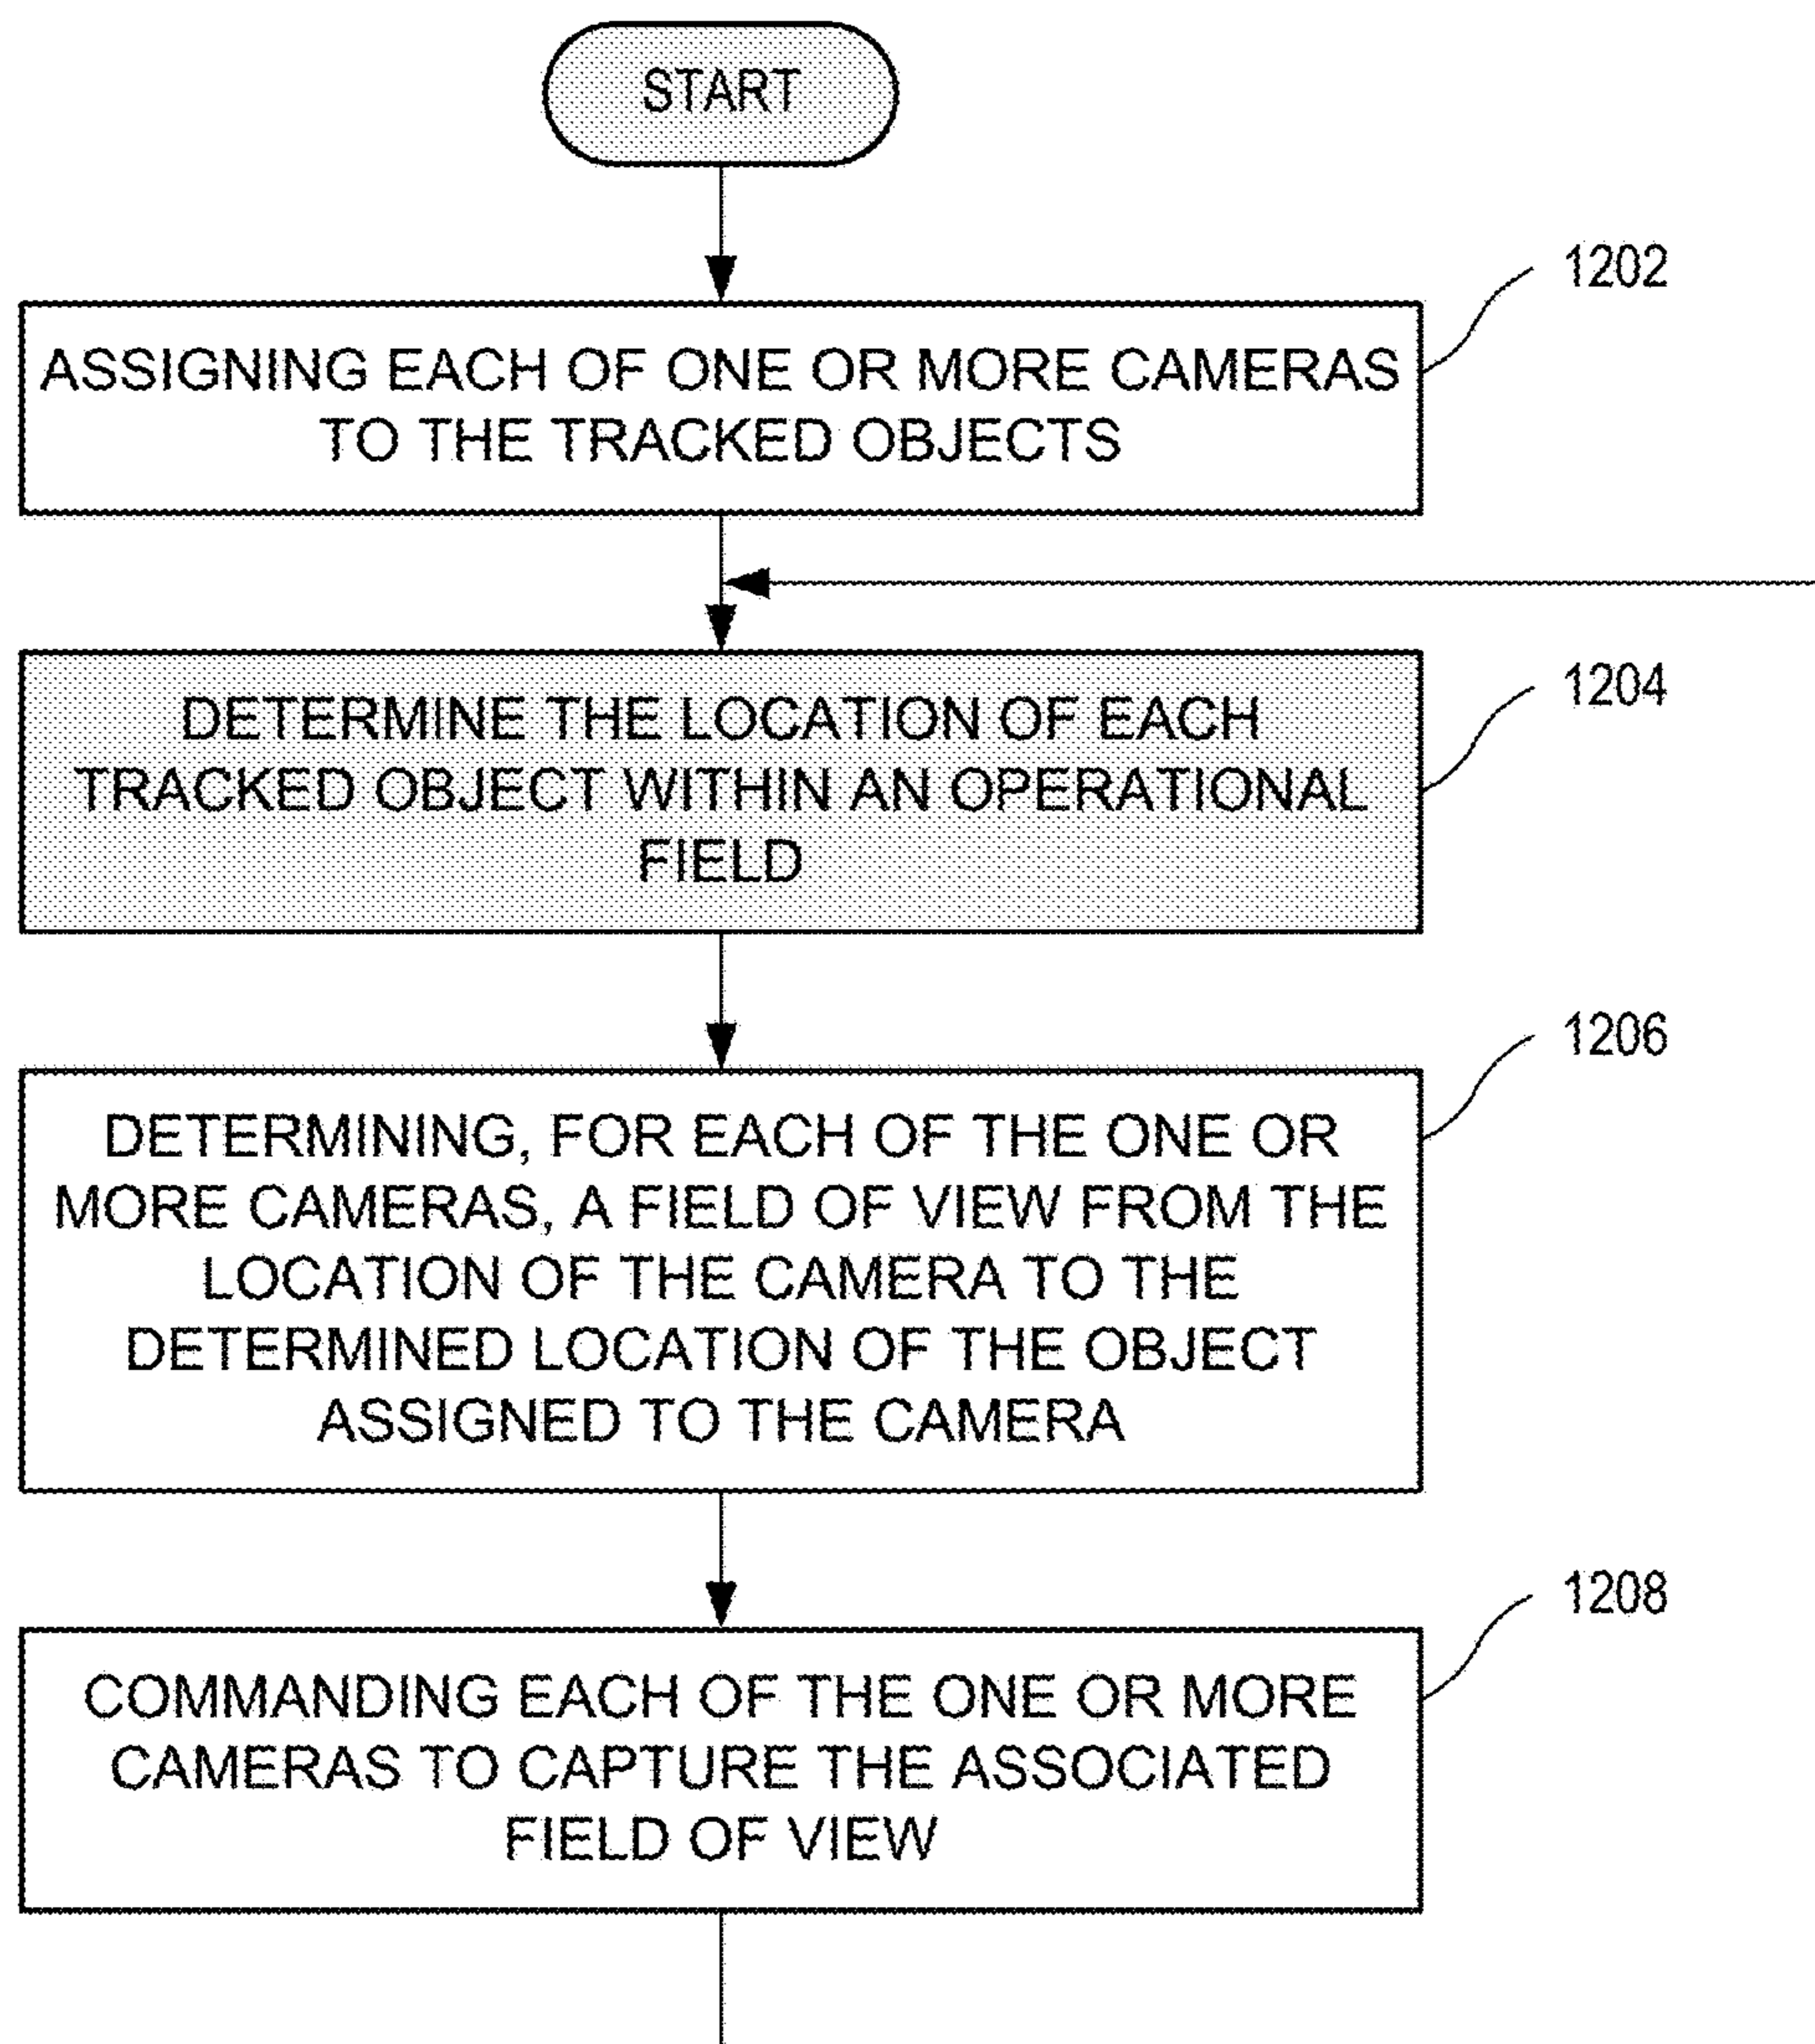 START
1202
ASSIGNING EACH OF ONE OR MORE CAMERAS
TO THE TRACKED OBJECTS
1204
DETERMINE THE LOCATION OF EACH
TRACKED OBJECT WITHIN AN OPERATIONAL
FIELD
1206
DETERMINING, FOR EACH OF THE ONE OR
MORE CAMERAS, A FIELD OF VIEW FROM THE
LOCATION OF THE CAMERA TO THE
DETERMINED LOCATION OF THE OBJECT
ASSIGNED TO THE CAMERA
1208
COMMANDING EACH OF THE ONE OR MORE
CAMERAS TO CAPTURE THE ASSOCIATED
FIELD OF VIEW